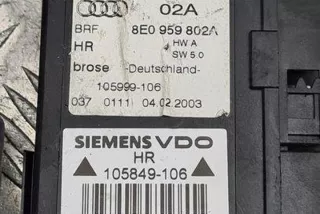 02A
BRF 8E0 959 802A
HR HW A
SW 5.0
brose -Deutschland-
105999-106
037 0111 04.02.2003
SIEMENS VDO
HR
105849-106